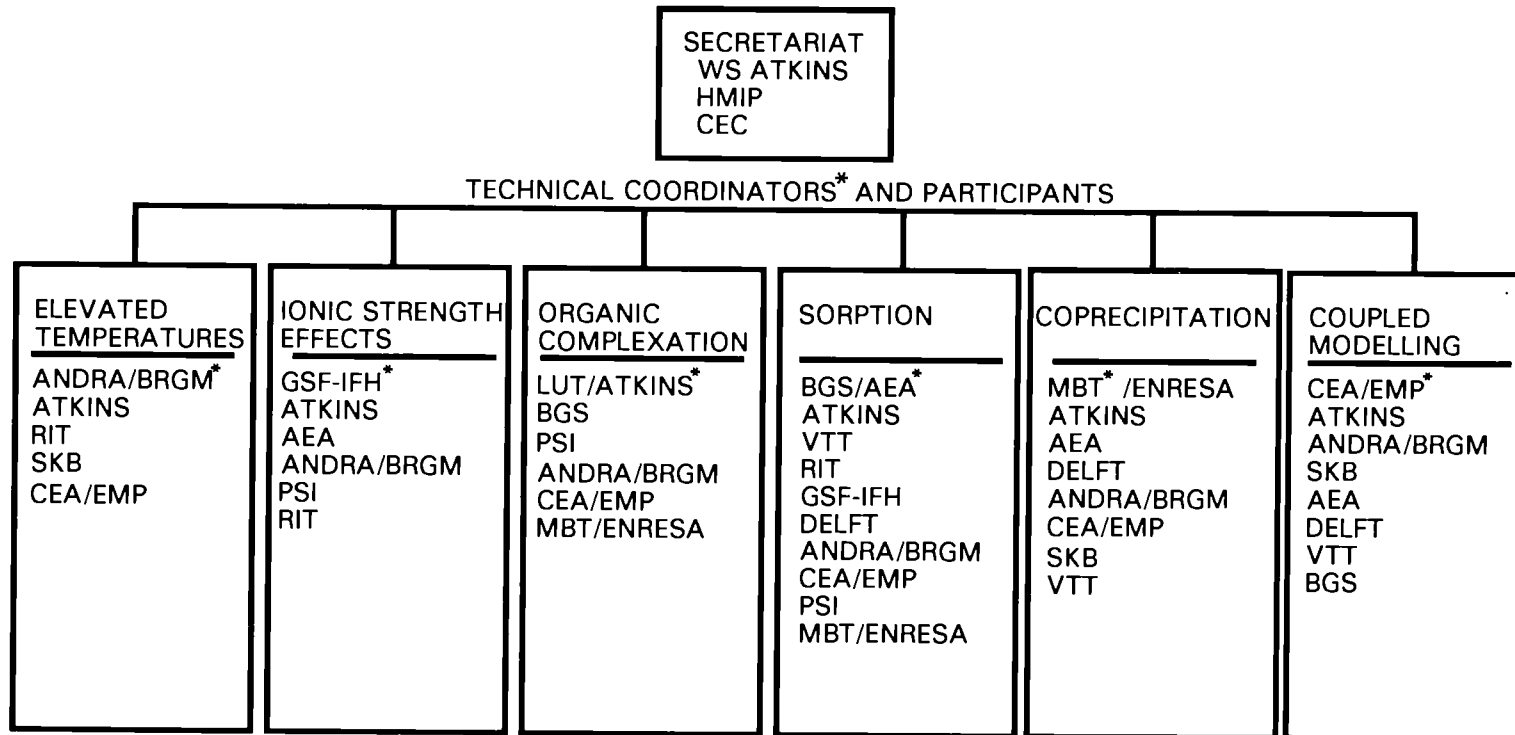 SECRETARIAT
WS ATKINS
HMIP
CEC
TECHNICAL COORDINATORS* AND PARTICIPANTS
ELEVATED
TEMPERATURES
ANDRA/BRGM*
ATKINS
RIT
SKB
CEA/EMP
IONIC STRENGTH
EFFECTS
GSF-IFH*
ATKINS
AEA
ANDRA/BRGM
PSI
RIT
ORGANIC
COMPLEXATION
LUT/ATKINS*
BGS
PSI
ANDRA/BRGM
CEA/EMP
MBT/ENRESA
SORPTION
BGS/AEA*
ATKINS
VTT
RIT
GSF-IFH
DELFT
ANDRA/BRGM
CEA/EMP
PSI
MBT/ENRESA
COPRECIPITATION
MBT* /ENRESA
ATKINS
AEA
DELFT
ANDRA/BRGM
CEA/EMP
SKB
VTT
COUPLED
MODELLING
CEA/EMP*
ATKINS
ANDRA/BRGM
SKB
AEA
DELFT
VTT
BGS